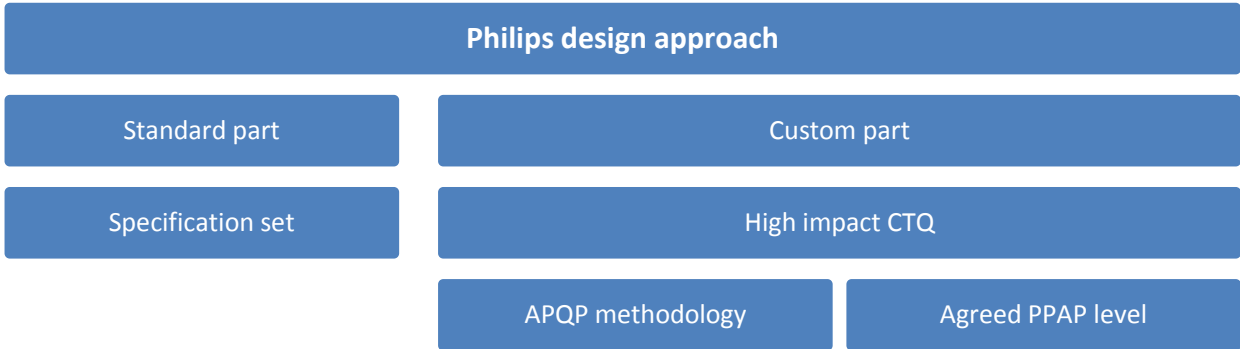 Philips design approach
Standard part
Custom part
Specification set
High impact CTQ
APQP methodology
Agreed PPAP level